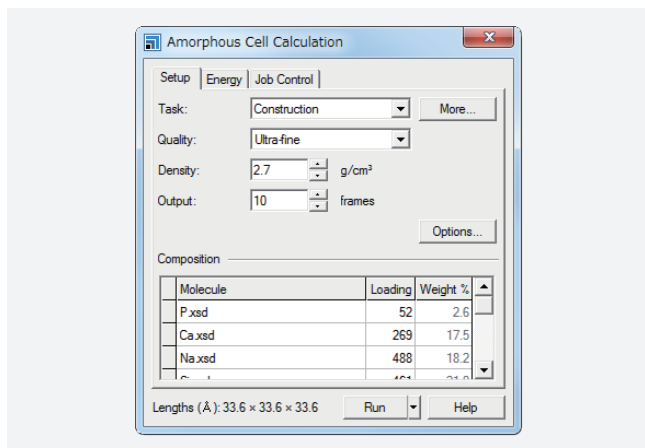 Amorphous Cell Calculation
Setup Energy Job Control
Task: Construction More...
Quality: Ultra-fine
Density: 2.7 g/cm³
Output: 10 frames
Options...
Composition
Molecule Loading Weight %
P.xsd 52 2.6
Ca.xsd 269 17.5
Na.xsd 488 18.2
Lengths (Å): 33.6 × 33.6 × 33.6 Run Help